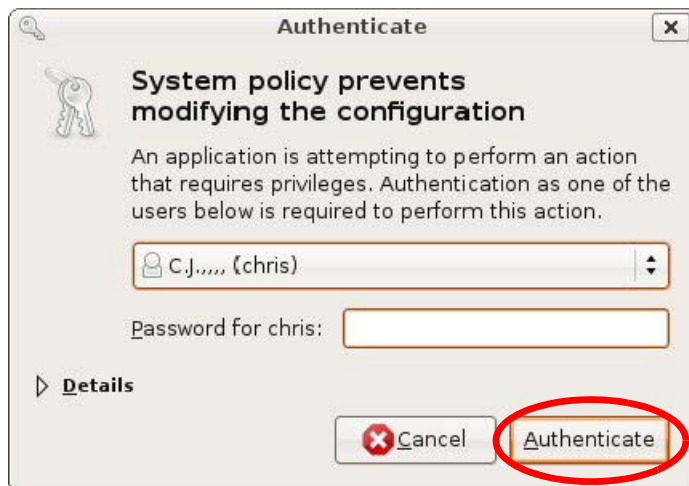 Authenticate
System policy prevents
modifying the configuration
An application is attempting to perform an action
that requires privileges. Authentication as one of the
users below is required to perform this action.
C.J.,,,, (chris)
Password for chris:
Details
Cancel
Authenticate